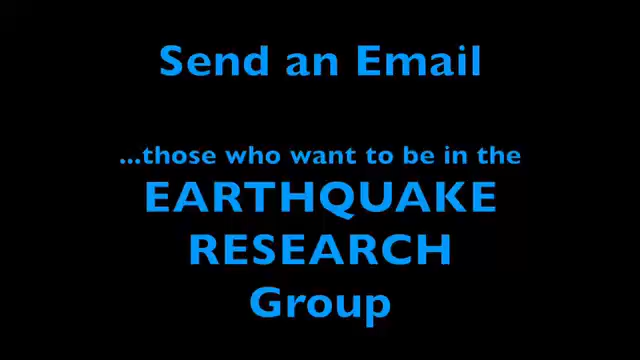 Send an Email
...those who want to be in the
EARTHQUAKE
RESEARCH
Group